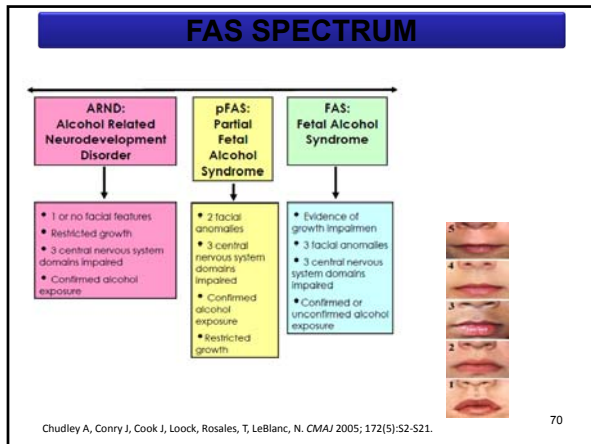 FAS SPECTRUM
ARND:
Alcohol Related
Neurodevelopment
Disorder
pFAS:
Partial
Fetal
Alcohol
Syndrome
FAS:
Fetal Alcohol
Syndrome
• 1 or no facial features
• Restricted growth
• 3 central nervous system
domains impaired
• Confirmed alcohol
exposure
• 2 facial
anomalies
• 3 central
nervous system
domains
impaired
• Confirmed
alcohol
exposure
• Restricted
growth
• Evidence of
growth impairmen
• 3 facial anomalies
• 3 central nervous
system domains
impaired
• Confirmed or
unconfirmed alcohol
exposure
5
4
3
2
1
Chudley A, Conry J, Cook J, Loock, Rosales, T, LeBlanc, N. CMAJ 2005; 172(5):S2-S21.
70